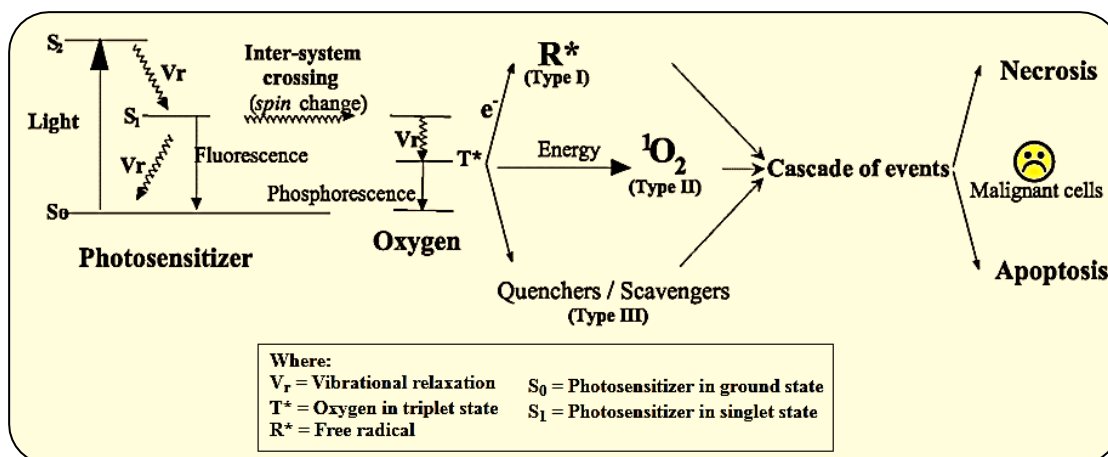 S₂
Vr
Inter-system
crossing
(spin change)
Light
S₁
Vr
Fluorescence
So
Photosensitizer
Vr
T*
Phosphorescence
Oxygen
e⁻
R*
(Type I)
Energy
¹O₂
(Type II)
Quenchers / Scavengers
(Type III)
Cascade of events
Necrosis
Malignant cells
Apoptosis
Where:
Vᵣ = Vibrational relaxation
T* = Oxygen in triplet state
R* = Free radical
S₀ = Photosensitizer in ground state
S₁ = Photosensitizer in singlet state